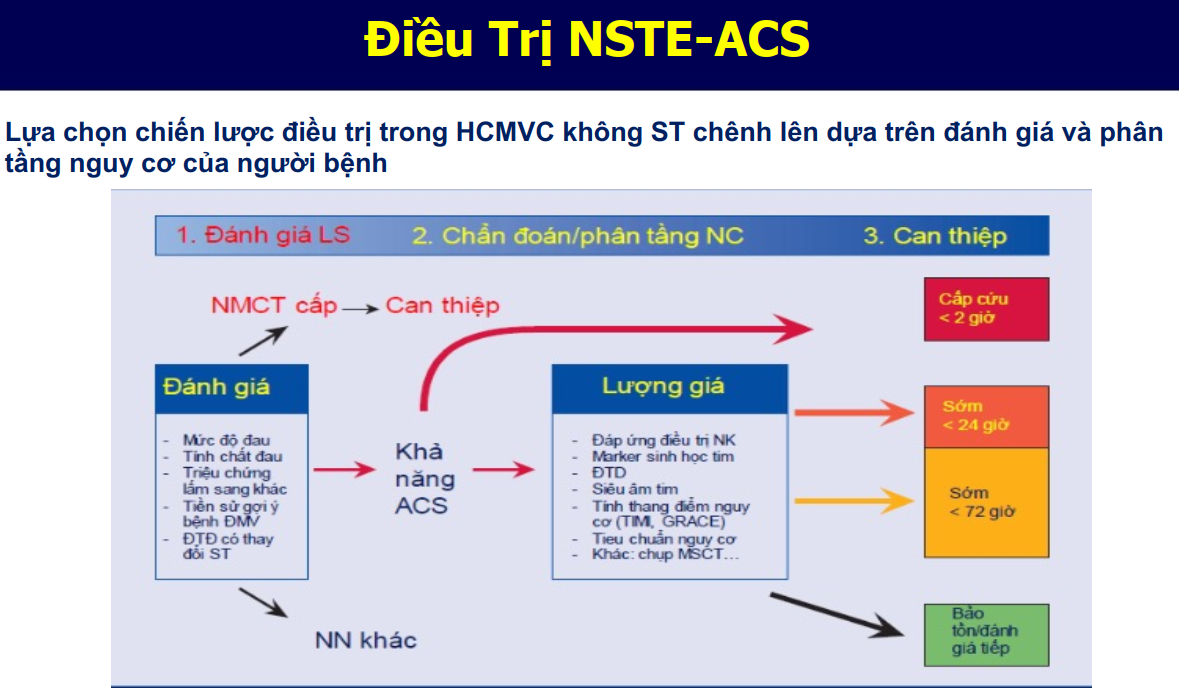 Điều Trị NSTE-ACS
Lựa chọn chiến lược điều trị trong HCMVC không ST chênh lên dựa trên đánh giá và phân
tầng nguy cơ của người bệnh
1. Đánh giá LS
2. Chẩn đoán/phân tầng NC
3. Can thiệp
NMCT cấp
Can thiệp
Đánh giá
- Mức độ đau
- Tính chất đau
- Triệu chứng
lấm sang khác
- Tiền sử gợi ý
bệnh ĐMV
- ĐTĐ có thay
đổi ST
NN khác
Khả
năng
ACS
Lượng giá
- Đáp ứng điều trị NK
- Marker sinh học tim
- ĐTD
- Siêu âm tim
- Tính thang điểm nguy
cơ (TIMI, GRACE)
- Tieu chuẩn nguy cơ
- Khác: chụp MSCT...
Cấp cứu
< 2 giờ
Sớm
< 24 giờ
Sớm
< 72 giờ
Bảo
tồn/đánh
giá tiếp